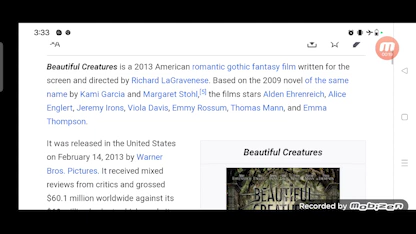 3:33
Beautiful Creatures is a 2013 American romantic gothic fantasy film written for the
screen and directed by Richard LaGravenese. Based on the 2009 novel of the same
name by Kami Garcia and Margaret Stohl,[5] the films stars Alden Ehrenreich, Alice
Englert, Jeremy Irons, Viola Davis, Emmy Rossum, Thomas Mann, and Emma
Thompson.
It was released in the United States
on February 14, 2013 by Warner
Bros. Pictures. It received mixed
reviews from critics and grossed
$60.1 million worldwide against its
Beautiful Creatures
BEAUTIFUL
Recorded by mobizen